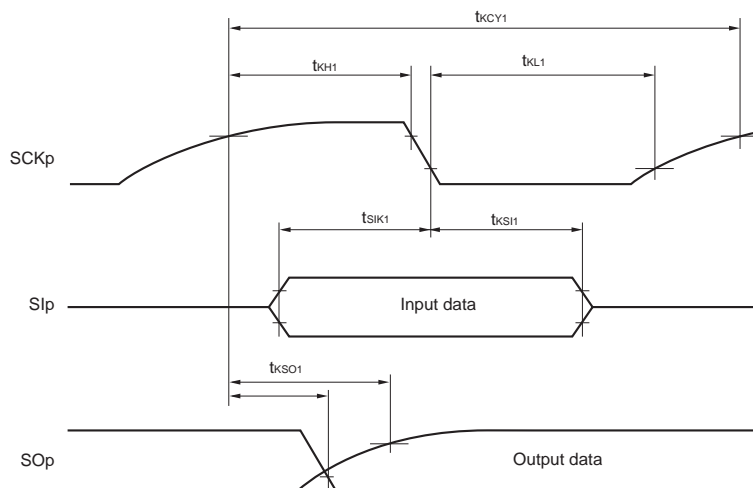 tKCY1
tKH1
tKL1
SCKp
tSIK1
tKSI1
SIp
Input data
tKSO1
SOp
Output data